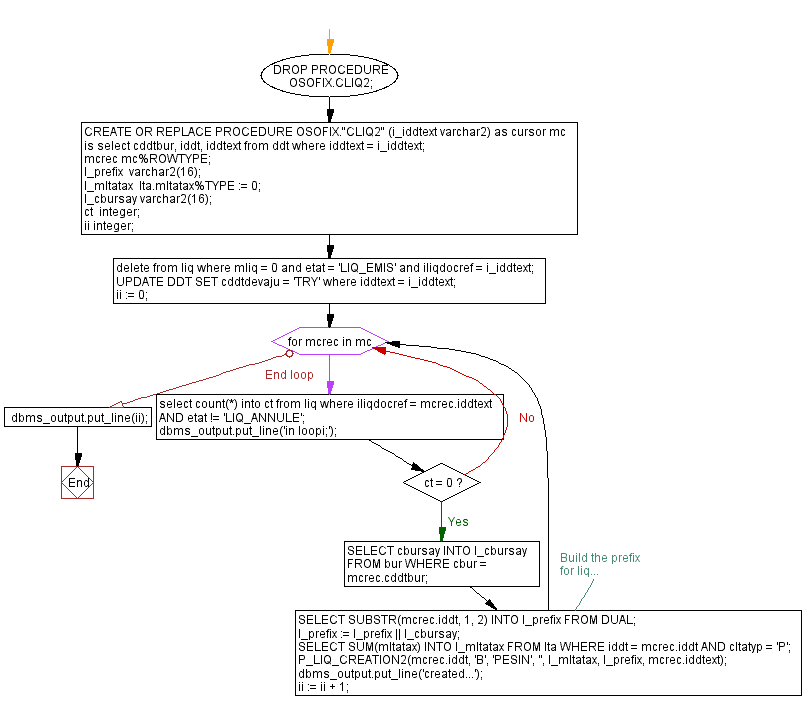 DROP PROCEDURE
OSOFIX.CLIQ2;
CREATE OR REPLACE PROCEDURE OSOFIX."CLIQ2" (i_iddtext varchar2) as cursor mc
is select cddtbur, iddt, iddtext from ddt where iddtext = i_iddtext;
mcrec mc%ROWTYPE;
l_prefix varchar2(16);
l_mltatax lta.mltatax%TYPE := 0;
l_cbursay varchar2(16);
ct integer;
ii integer;
delete from liq where mliq = 0 and etat = 'LIQ_EMIS' and iliqdocref = i_iddtext;
UPDATE DDT SET cddtdevaju = 'TRY' where iddtext = i_iddtext;
ii := 0;
for mcrec in mc
End loop
dbms_output.put_line(ii);
End
select count(*) into ct from liq where iliqdocref = mcrec.iddtext
AND etat != 'LIQ_ANNULE';
dbms_output.put_line('in loopi;');
No
ct = 0 ?
Yes
SELECT cbursay INTO l_cbursay
FROM bur WHERE cbur =
mcrec.cddtbur;
Build the prefix
for liq...
SELECT SUBSTR(mcrec.iddt, 1, 2) INTO l_prefix FROM DUAL;
l_prefix := l_prefix || l_cbursay;
SELECT SUM(mltatax) INTO l_mltatax FROM lta WHERE iddt = mcrec.iddt AND cltatyp = 'P';
P_LIQ_CREATION2(mcrec.iddt, 'B', 'PESIN', '', l_mltatax, l_prefix, mcrec.iddtext);
dbms_output.put_line('created...');
ii := ii + 1;